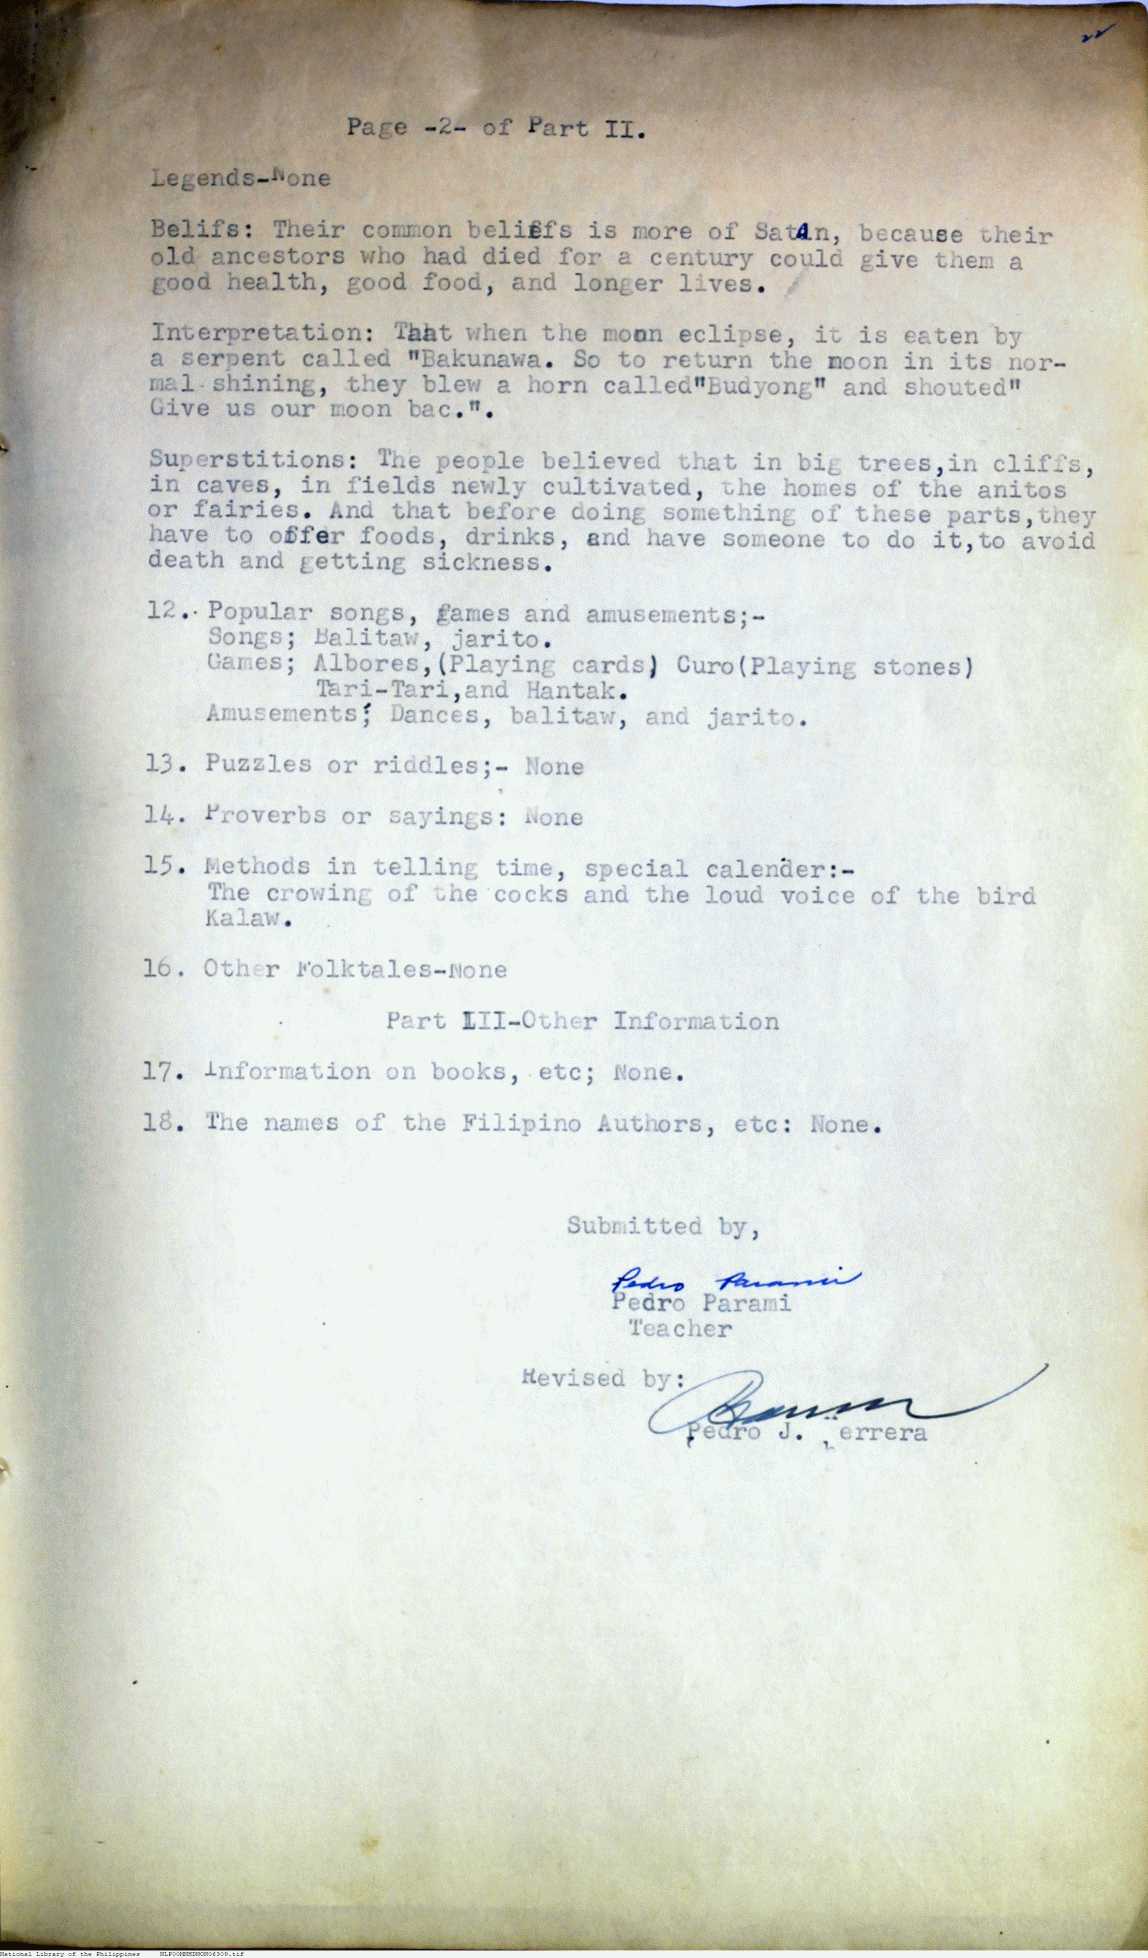 Page -2- of Part II.
Legends-None
Belifs: Their common beliefs is more of Satan, because their
old ancestors who had died for a century could give them a
good health, good food, and longer lives.
Interpretation: That when the moon eclipse, it is eaten by
a serpent called "Bakunawa. So to return the moon in its nor-
mal shining, they blew a horn called"Budyong" and shouted"
Give us our moon bac.".
Superstitions: The people believed that in big trees,in cliffs,
in caves, in fields newly cultivated, the homes of the anitos
or fairies. And that before doing something of these parts,they
have to offer foods, drinks, and have someone to do it,to avoid
death and getting sickness.
12. Popular songs, games and amusements;-
Songs; Balitaw, jarito.
Games; Albores,(Playing cards) Curo(Playing stones)
Tari-Tari,and Hantak.
Amusements; Dances, balitaw, and jarito.
13. Puzzles or riddles;- None
14. Proverbs or sayings: None
15. Methods in telling time, special calender:-
The crowing of the cocks and the loud voice of the bird
Kalaw.
16. Other Folktales-None
Part III-Other Information
17. Information on books, etc; None.
18. The names of the Filipino Authors, etc: None.
Submitted by,
Pedro Parami
Pedro Parami
Teacher
Revised by:
Pedro J. errera
National Library of the Philippines